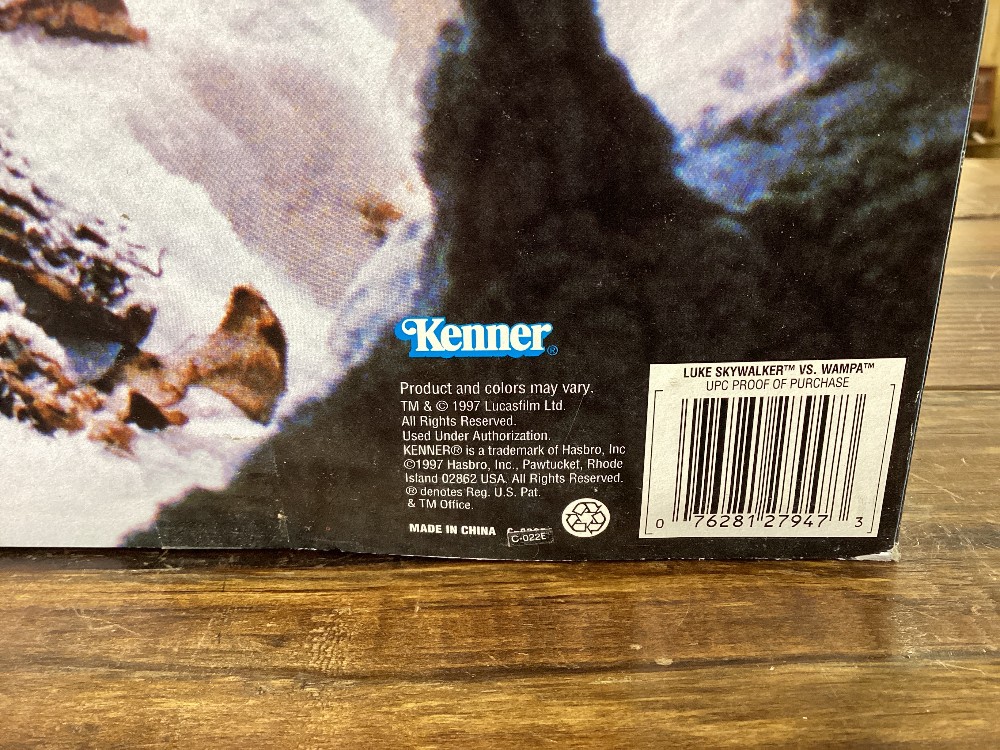 Kenner®
Product and colors may vary.
TM & © 1997 Lucasfilm Ltd.
All Rights Reserved.
Used Under Authorization.
KENNER® is a trademark of Hasbro, Inc
©1997 Hasbro, Inc., Pawtucket, Rhode
Island 02862 USA. All Rights Reserved.
® denotes Reg. U.S. Pat.
& TM Office.
MADE IN CHINA
C-022E
LUKE SKYWALKER™ VS. WAMPA™
UPC PROOF OF PURCHASE
0 76281 27947 3